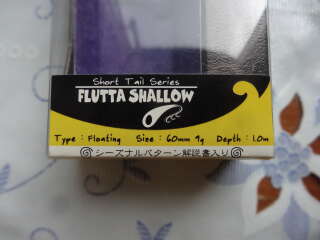 Short Tail Series
FLUTTA SHALLOW
Type : Floating Size : 60mm 9g Depth : 1.0m
シーズナルパターン解説書入り